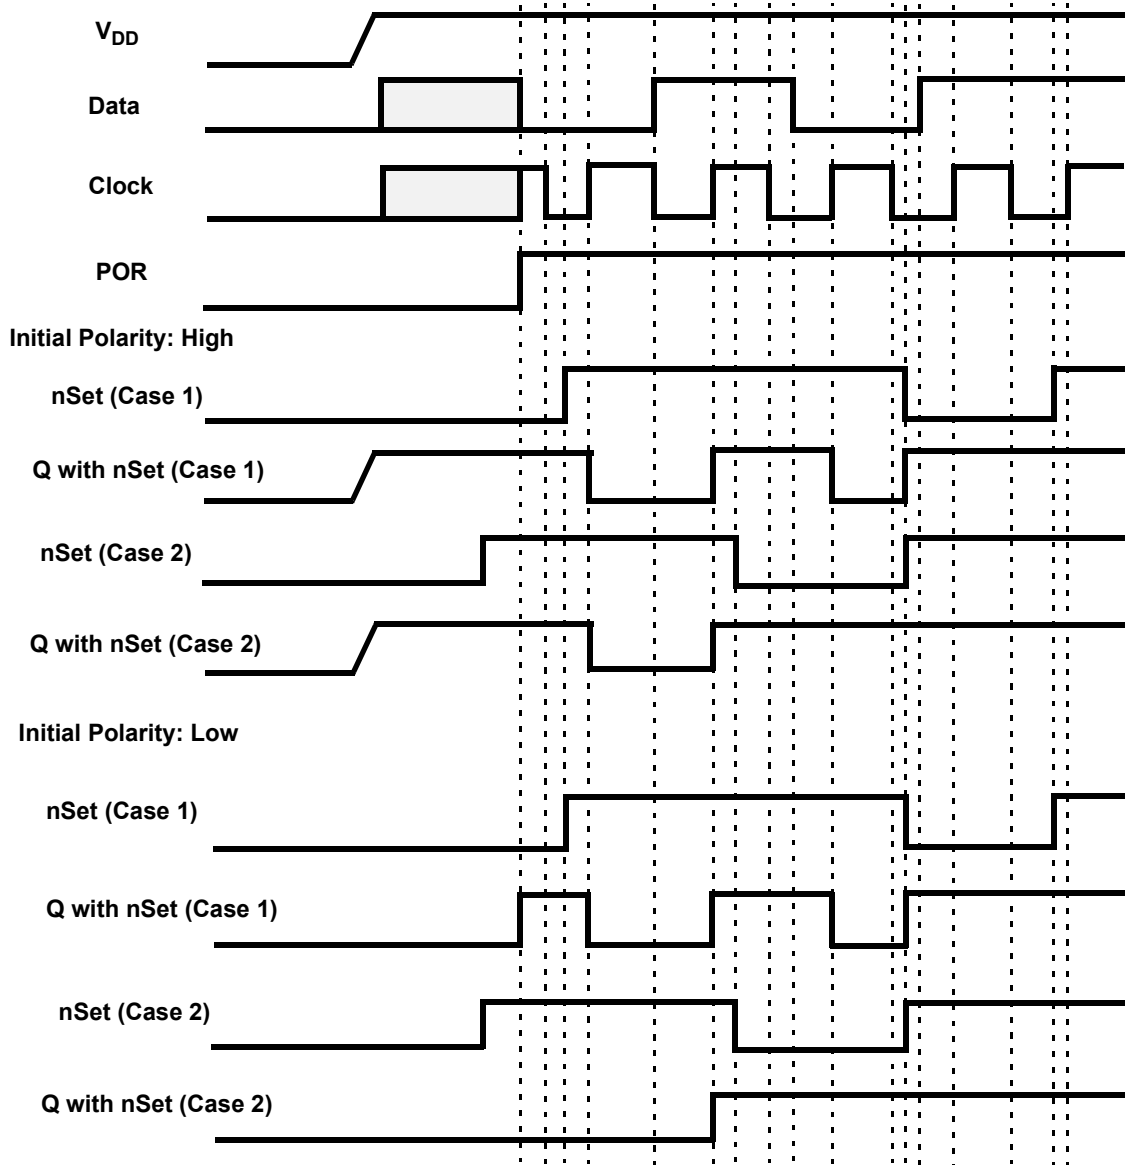 V_DD
Data
Clock
POR
Initial Polarity: High
nSet (Case 1)
Q with nSet (Case 1)
nSet (Case 2)
Q with nSet (Case 2)
Initial Polarity: Low
nSet (Case 1)
Q with nSet (Case 1)
nSet (Case 2)
Q with nSet (Case 2)